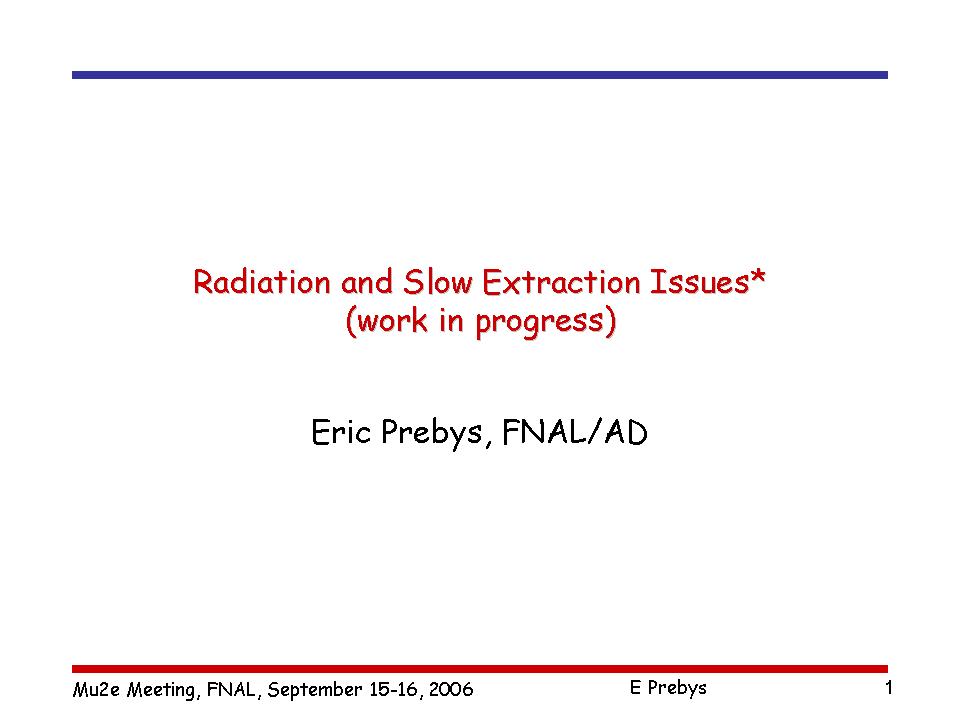 Radiation and Slow Extraction Issues*
(work in progress)
Eric Prebys, FNAL/AD
Mu2e Meeting, FNAL, September 15-16, 2006
E Prebys
1